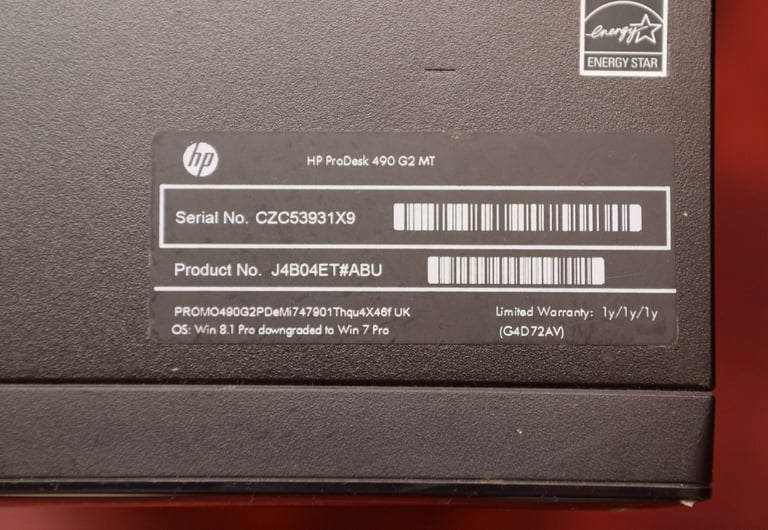 energy
ENERGY STAR
hp
HP ProDesk 490 G2 MT
Serial No. CZC53931X9
Product No. J4B04ET#ABU
PROMO490G2PDeMi747901Thqu4X46f UK
Limited Warranty: 1y/1y/1y
OS: Win 8.1 Pro downgraded to Win 7 Pro
(G4D72AV)